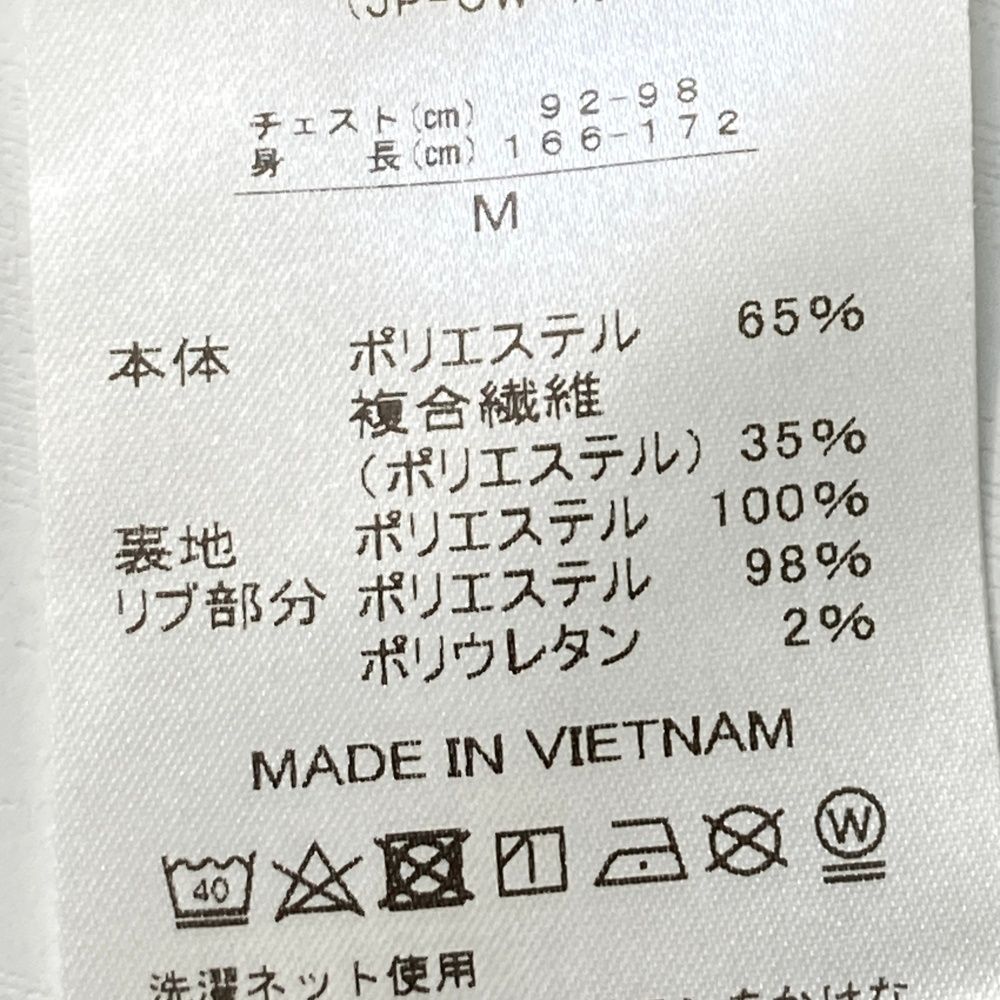 チェスト(cm) 92-98
身長(cm) 166-172
M
本体 ポリエステル 65%
複合繊維
(ポリエステル) 35%
裏地 ポリエステル 100%
リブ部分 ポリエステル 98%
ポリウレタン 2%
MADE IN VIETNAM
40 W
洗濯ネット使用